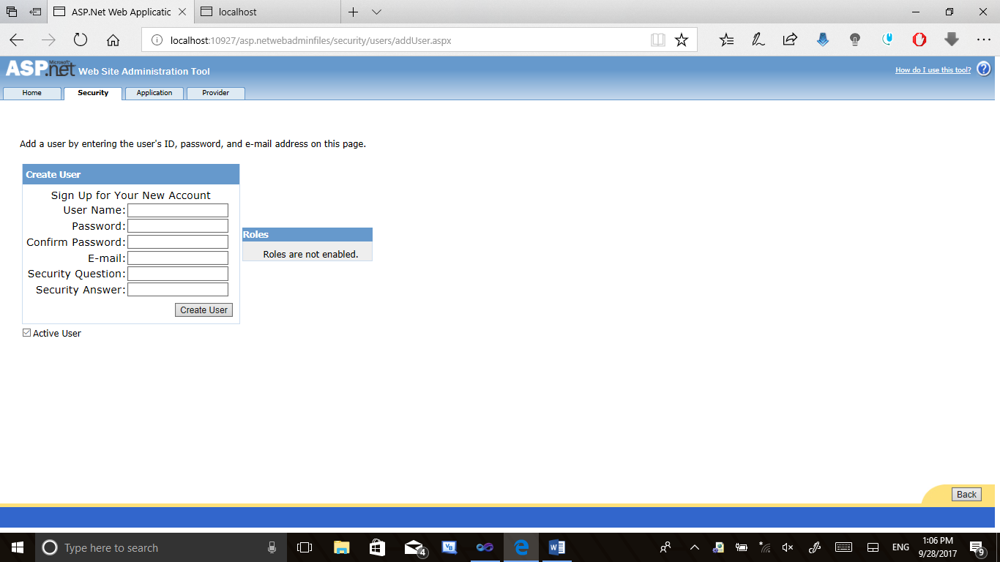 ASP.Net Web Applicatic
localhost
localhost:10927/asp.netwebadminfiles/security/users/addUser.aspx
Microsoft
ASP.net Web Site Administration Tool
How do I use this tool? ?
Home Security Application Provider
Add a user by entering the user's ID, password, and e-mail address on this page.
Create User
Sign Up for Your New Account
User Name:
Password:
Confirm Password:
E-mail:
Security Question:
Security Answer:
Create User
Roles
Roles are not enabled.
Active User
Back
Type here to search
4
VB
ENG
1:06 PM
9/28/2017
9